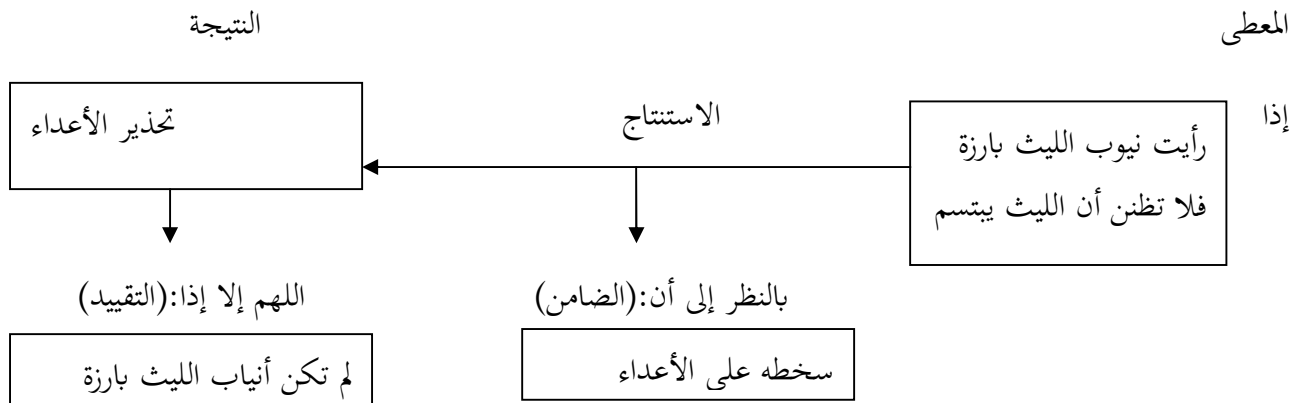 المعطى
النتيجة
إذا
رأيت نيوب الليث بارزة
فلا تظنن أن الليث يبتسم
الاستنتاج
تحذير الأعداء
بالنظر إلى أن:(الضامن)
اللهم إلا إذا:(التقييد)
سخطه على الأعداء
لم تكن أنياب الليث بارزة